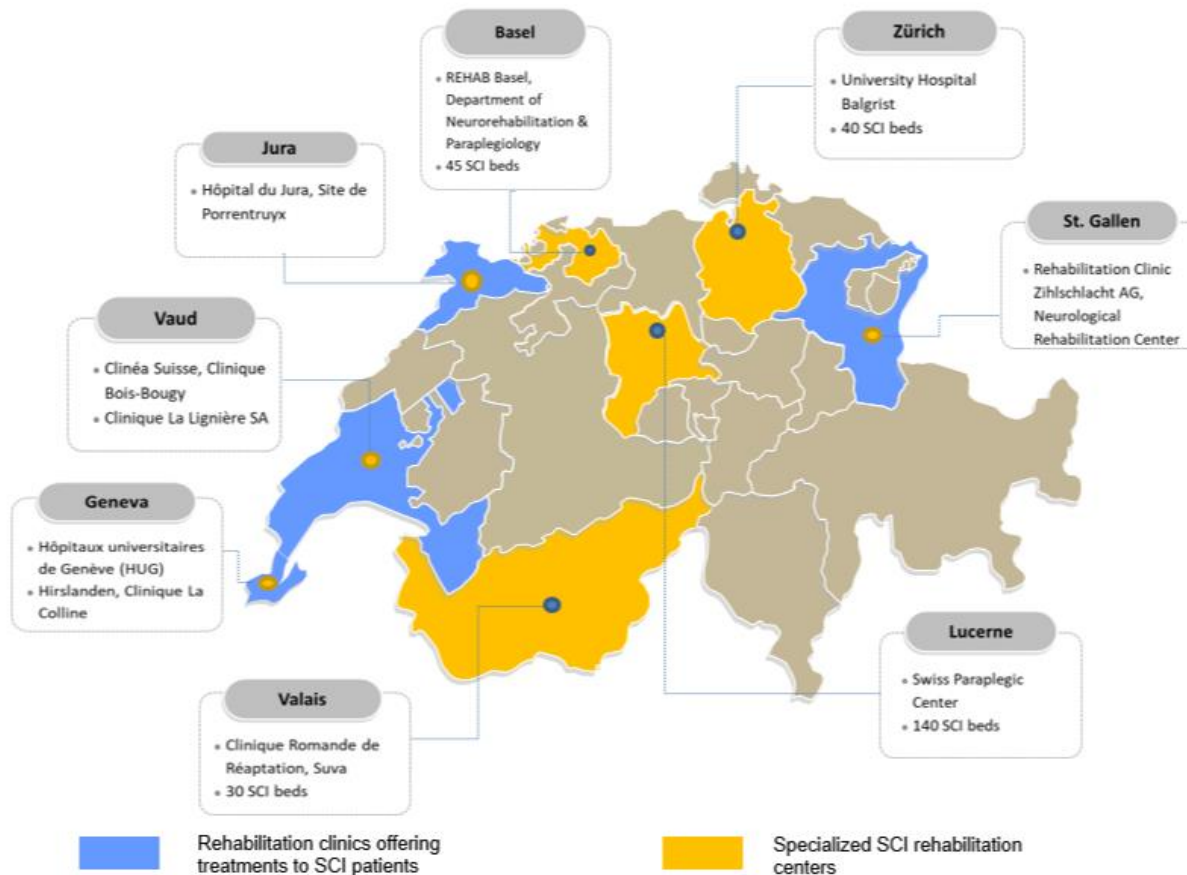 Basel
• REHAB Basel,
Department of
Neurorehabilitation &
Paraplegiology
• 45 SCI beds
Zürich
• University Hospital
Balgrist
• 40 SCI beds
Jura
• Hôpital du Jura, Site de
Porrentruyx
St. Gallen
• Rehabilitation Clinic
Zihlschlacht AG,
Neurological
Rehabilitation Center
Vaud
• Clinéa Suisse, Clinique
Bois-Bougy
• Clinique La Lignière SA
Geneva
• Hôpitaux universitaires
de Genève (HUG)
• Hirslanden, Clinique La
Colline
Lucerne
• Swiss Paraplegic
Center
• 140 SCI beds
Valais
• Clinique Romande de
Réaptation, Suva
• 30 SCI beds
Rehabilitation clinics offering
treatments to SCI patients
Specialized SCI rehabilitation
centers